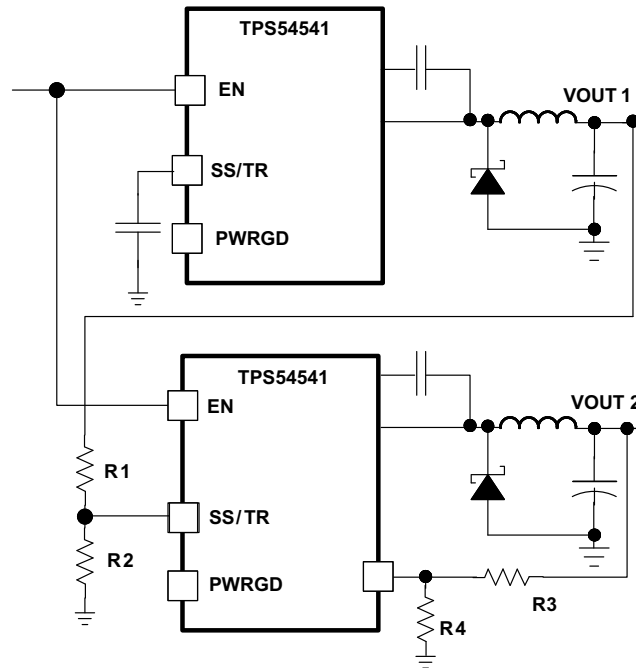 TPS54541
EN
VOUT 1
SS/TR
PWRGD
TPS54541
EN
VOUT 2
R1
SS/TR
R2
PWRGD
R3
R4